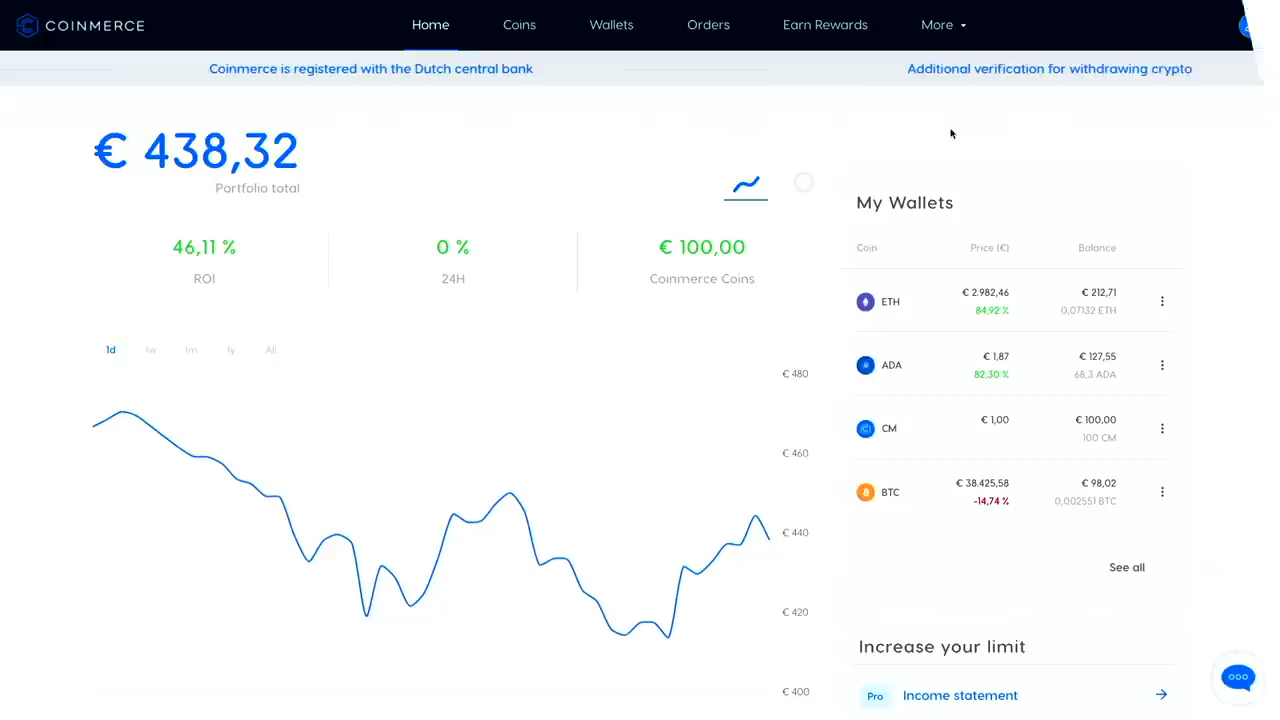 COINMERCE
Home Coins Wallets Orders Earn Rewards More
Coinmerce is registered with the Dutch central bank
Additional verification for withdrawing crypto
€ 438,32
Portfolio total
46,11 %
ROI
0 %
24H
€ 100,00
Coinmerce Coins
1d 1w 1m 1y All
€ 480
€ 460
€ 440
€ 420
€ 400
My Wallets
Coin Price (€) Balance
ETH € 2.982,46 € 212,71
84,92 % 0,07132 ETH
ADA € 1,87 € 127,55
82,30 % 68,3 ADA
CM € 1,00 € 100,00
100 CM
BTC € 38.425,58 € 98,02
-14,74 % 0,002551 BTC
See all
Increase your limit
Pro Income statement